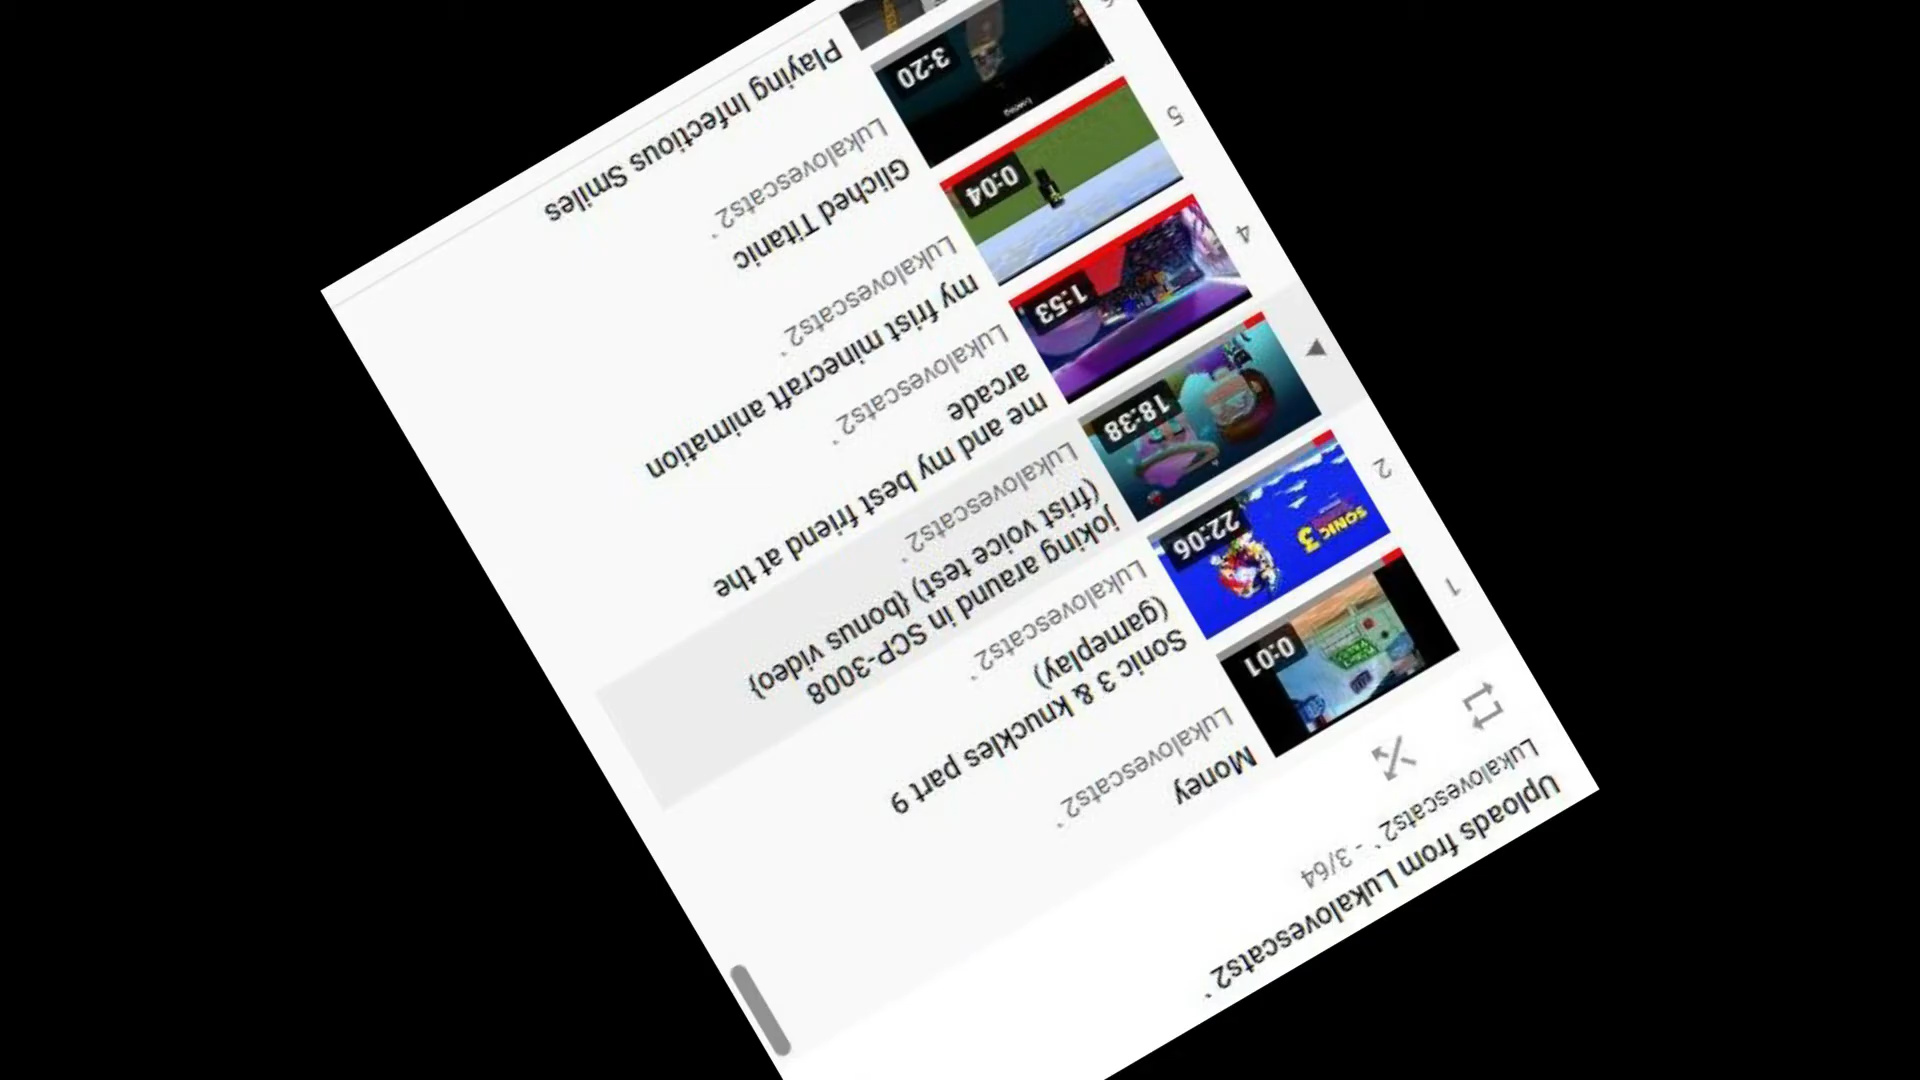 Uploads from Lukalovescats2`
Lukalovescats2` - 3/64
1
0:01
Money
Lukalovescats2`
2
SONIC
3
22:06
Sonic 3 & knuckles part 9
(gameplay)
Lukalovescats2`
18:38
joking araund in SCP-3008
(frist voice test) {bonus video}
Lukalovescats2`
4
1:53
me and my best friend at the
arcade
Lukalovescats2`
5
0:04
my frist minecraft animation
Lukalovescats2`
3:20
Gliched Titanic
Lukalovescats2`
Playing Infectious Smiles